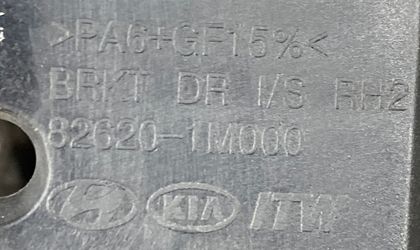 >PA6+GF15%<
BRKT DR I/S RH2
82620-1M000
KIA ITW